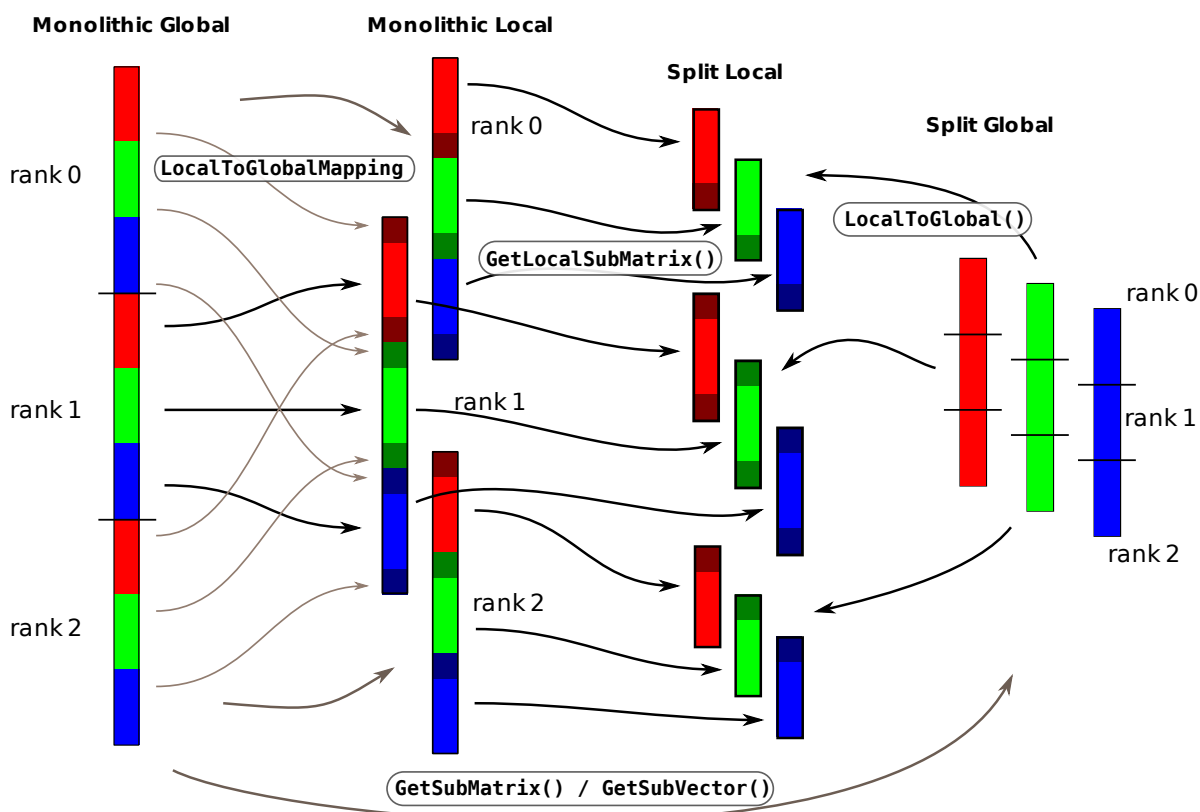 Monolithic Global
Monolithic Local
Split Local
Split Global
rank 0
LocalToGlobalMapping
rank 0
GetLocalSubMatrix()
LocalToGlobal()
rank 0
rank 1
rank 1
rank 1
rank 2
rank 2
rank 2
GetSubMatrix() / GetSubVector()